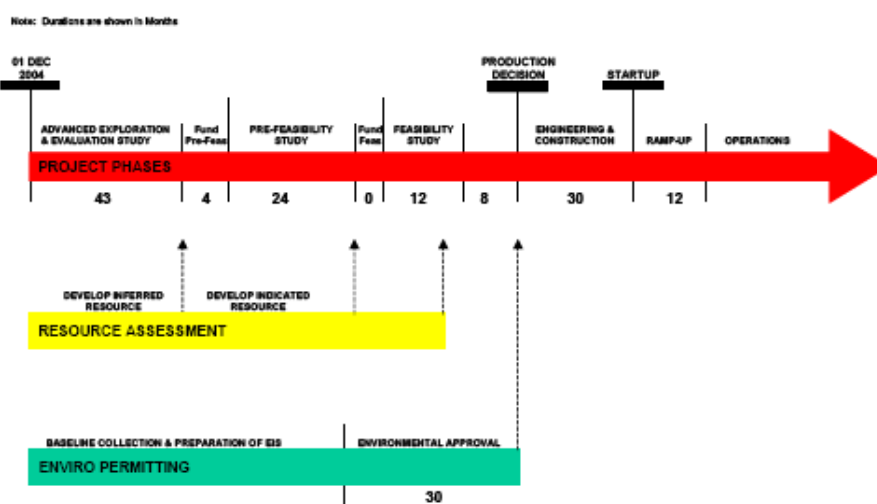 Note: Durations are shown in Months
01 DEC
2004
PRODUCTION
DECISION
STARTUP
ADVANCED EXPLORATION
& EVALUATION STUDY
Fund
Pre-Feas
PRE-FEASIBILITY
STUDY
Fund
Feas
FEASIBILITY
STUDY
ENGINEERING &
CONSTRUCTION
RAMP-UP
OPERATIONS
PROJECT PHASES
43
4
24
0
12
8
30
12
DEVELOP INFERRED
RESOURCE
DEVELOP INDICATED
RESOURCE
RESOURCE ASSESSMENT
BASELINE COLLECTION & PREPARATION OF EIS
ENVIRONMENTAL APPROVAL
ENVIRO PERMITTING
30